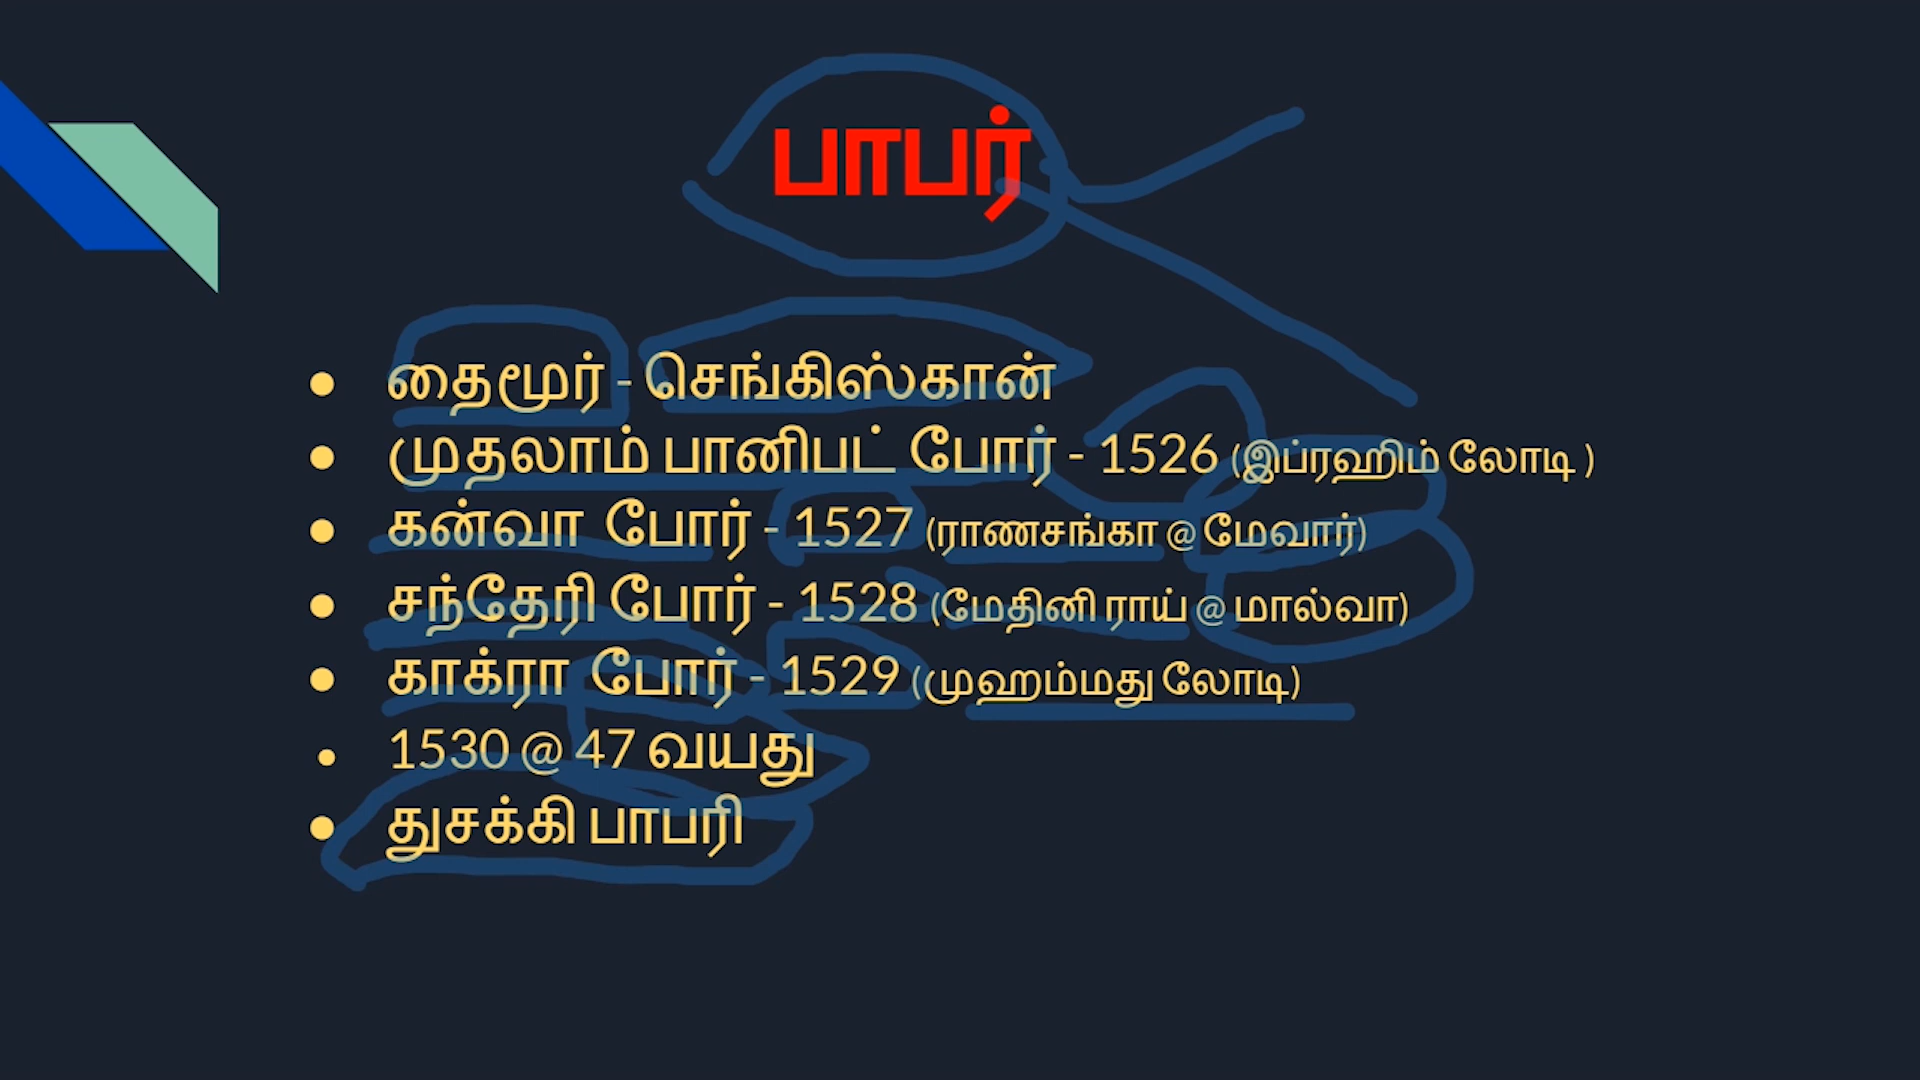 பாபர்
● தைமூர் - செங்கிஸ்கான்
● முதலாம் பானிபட் போர் - 1526 (இப்ரஹிம் லோடி )
● கன்வா போர் - 1527 (ராணசங்கா @ மேவார்)
● சந்தேரி போர் - 1528 (மேதினி ராய் @ மால்வா)
● காக்ரா போர் - 1529 (முஹம்மது லோடி)
● 1530 @ 47 வயது
● துசக்கி பாபரி